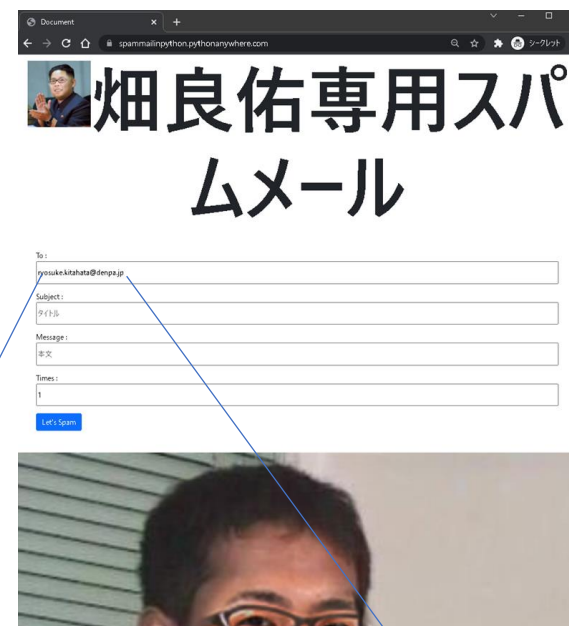 Document
spammailinpython.pythonanywhere.com
シークレット
畑良佑専用スパ
ムメール
To :
ryosuke.kitahata@denpa.jp
Subject :
タイトル
Message :
本文
Times :
1
Let's Spam